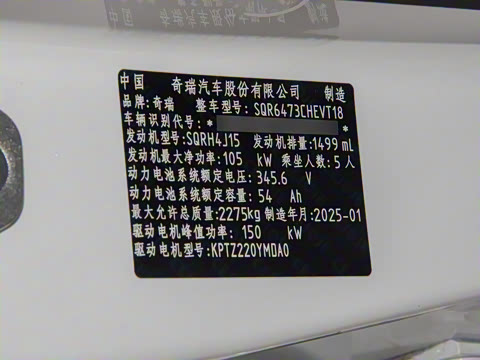 中国 奇瑞汽车股份有限公司 制造
品牌:奇瑞 整车型号:SQR6473CHEVT18
车辆识别代号:* *
发动机型号:SQRH4J15 发动机排量:1499 mL
发动机最大净功率:105 kW 乘坐人数:5 人
动力电池系统额定电压:345.6 V
动力电池系统额定容量:54 Ah
最大允许总质量:2275kg 制造年月:2025-01
驱动电机峰值功率:150 kW
驱动电机型号:KPTZ220YMDA0